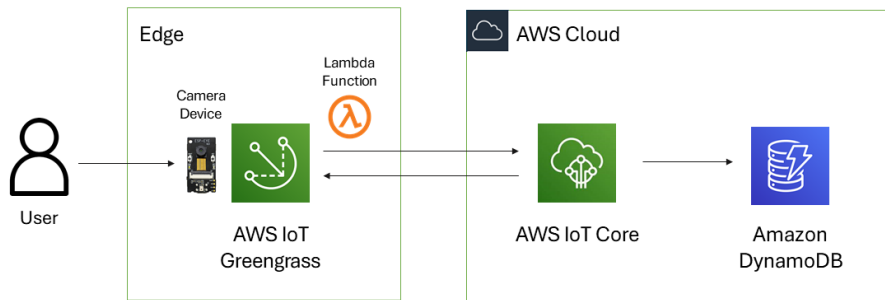 Edge
AWS Cloud
Lambda
Function
Camera
Device
User
AWS IoT
Greengrass
AWS IoT Core
Amazon
DynamoDB